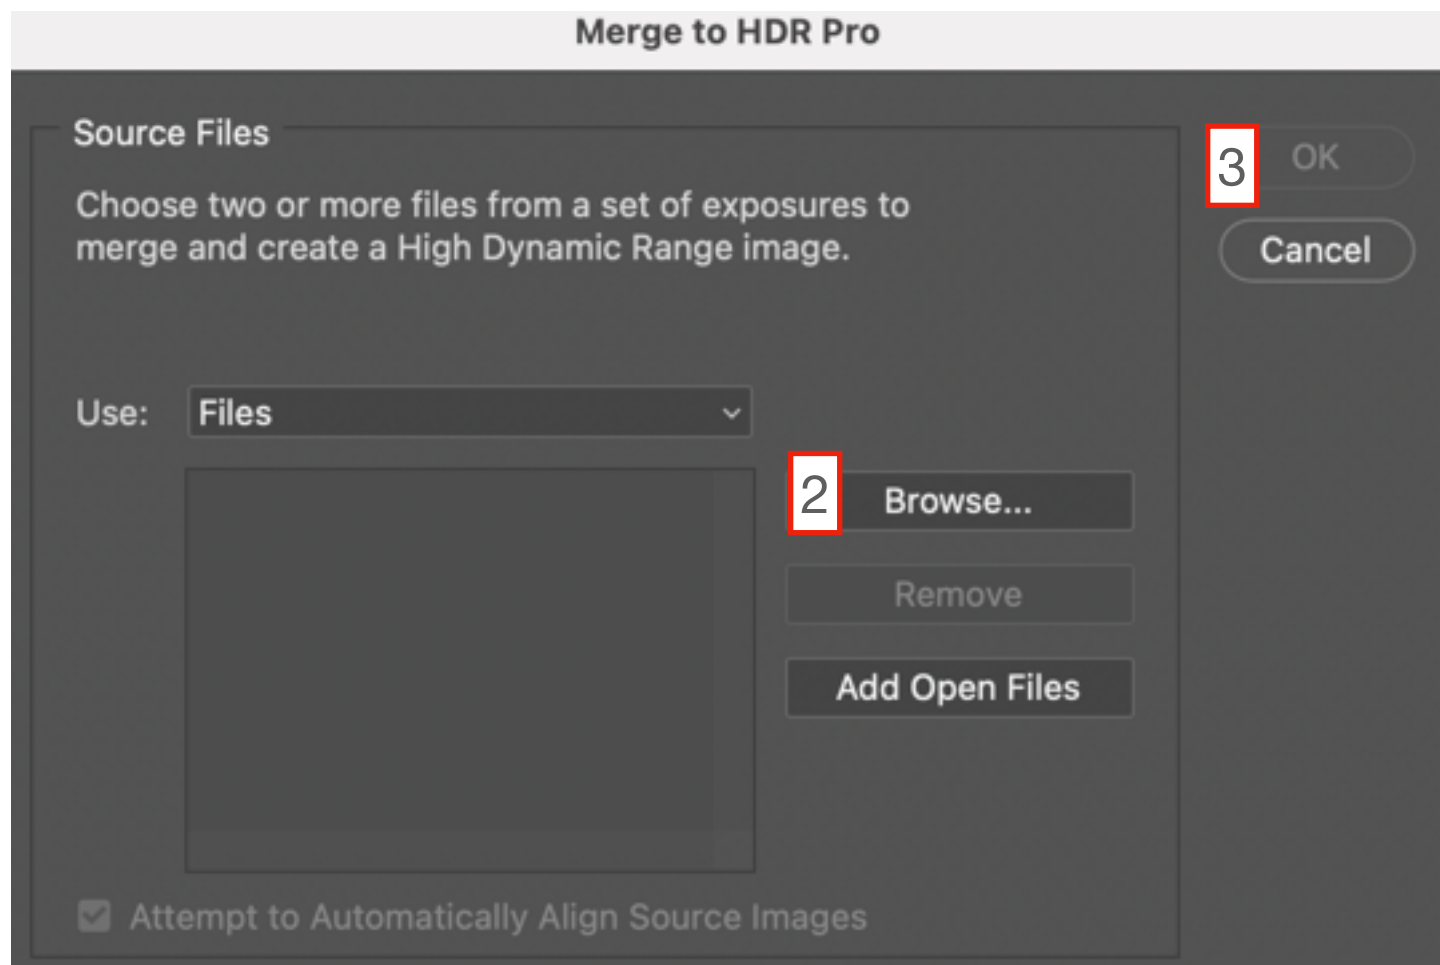 Merge to HDR Pro
Source Files
Choose two or more files from a set of exposures to
merge and create a High Dynamic Range image.
3
OK
Cancel
Use:
Files
2
Browse...
Remove
Add Open Files
Attempt to Automatically Align Source Images